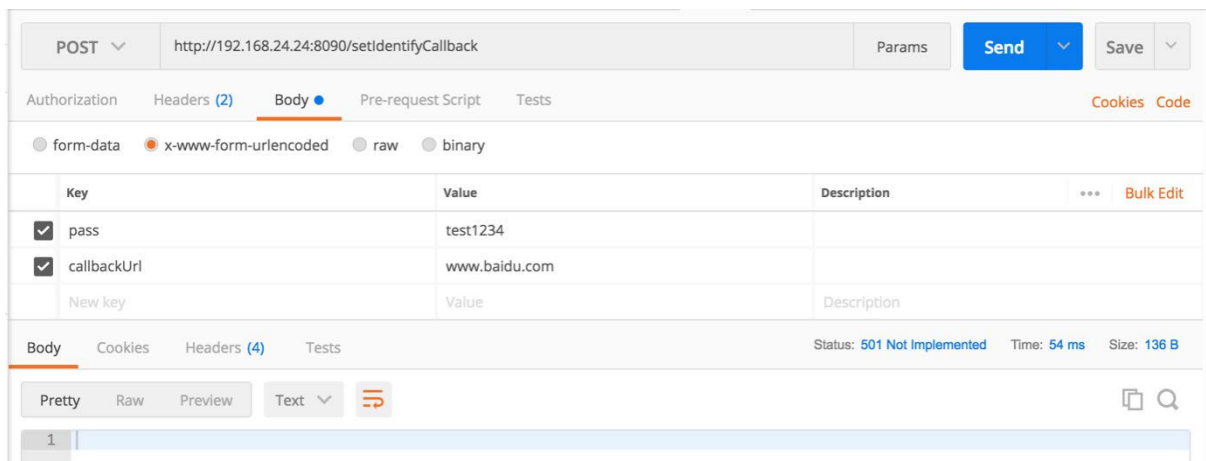 POST http://192.168.24.24:8090/setIdentifyCallback Params Send Save
Authorization Headers (2) Body Pre-request Script Tests Cookies Code
form-data x-www-form-urlencoded raw binary
Key Value Description Bulk Edit
pass test1234
callbackUrl www.baidu.com
New key Value Description
Body Cookies Headers (4) Tests Status: 501 Not Implemented Time: 54 ms Size: 136 B
Pretty Raw Preview Text
1